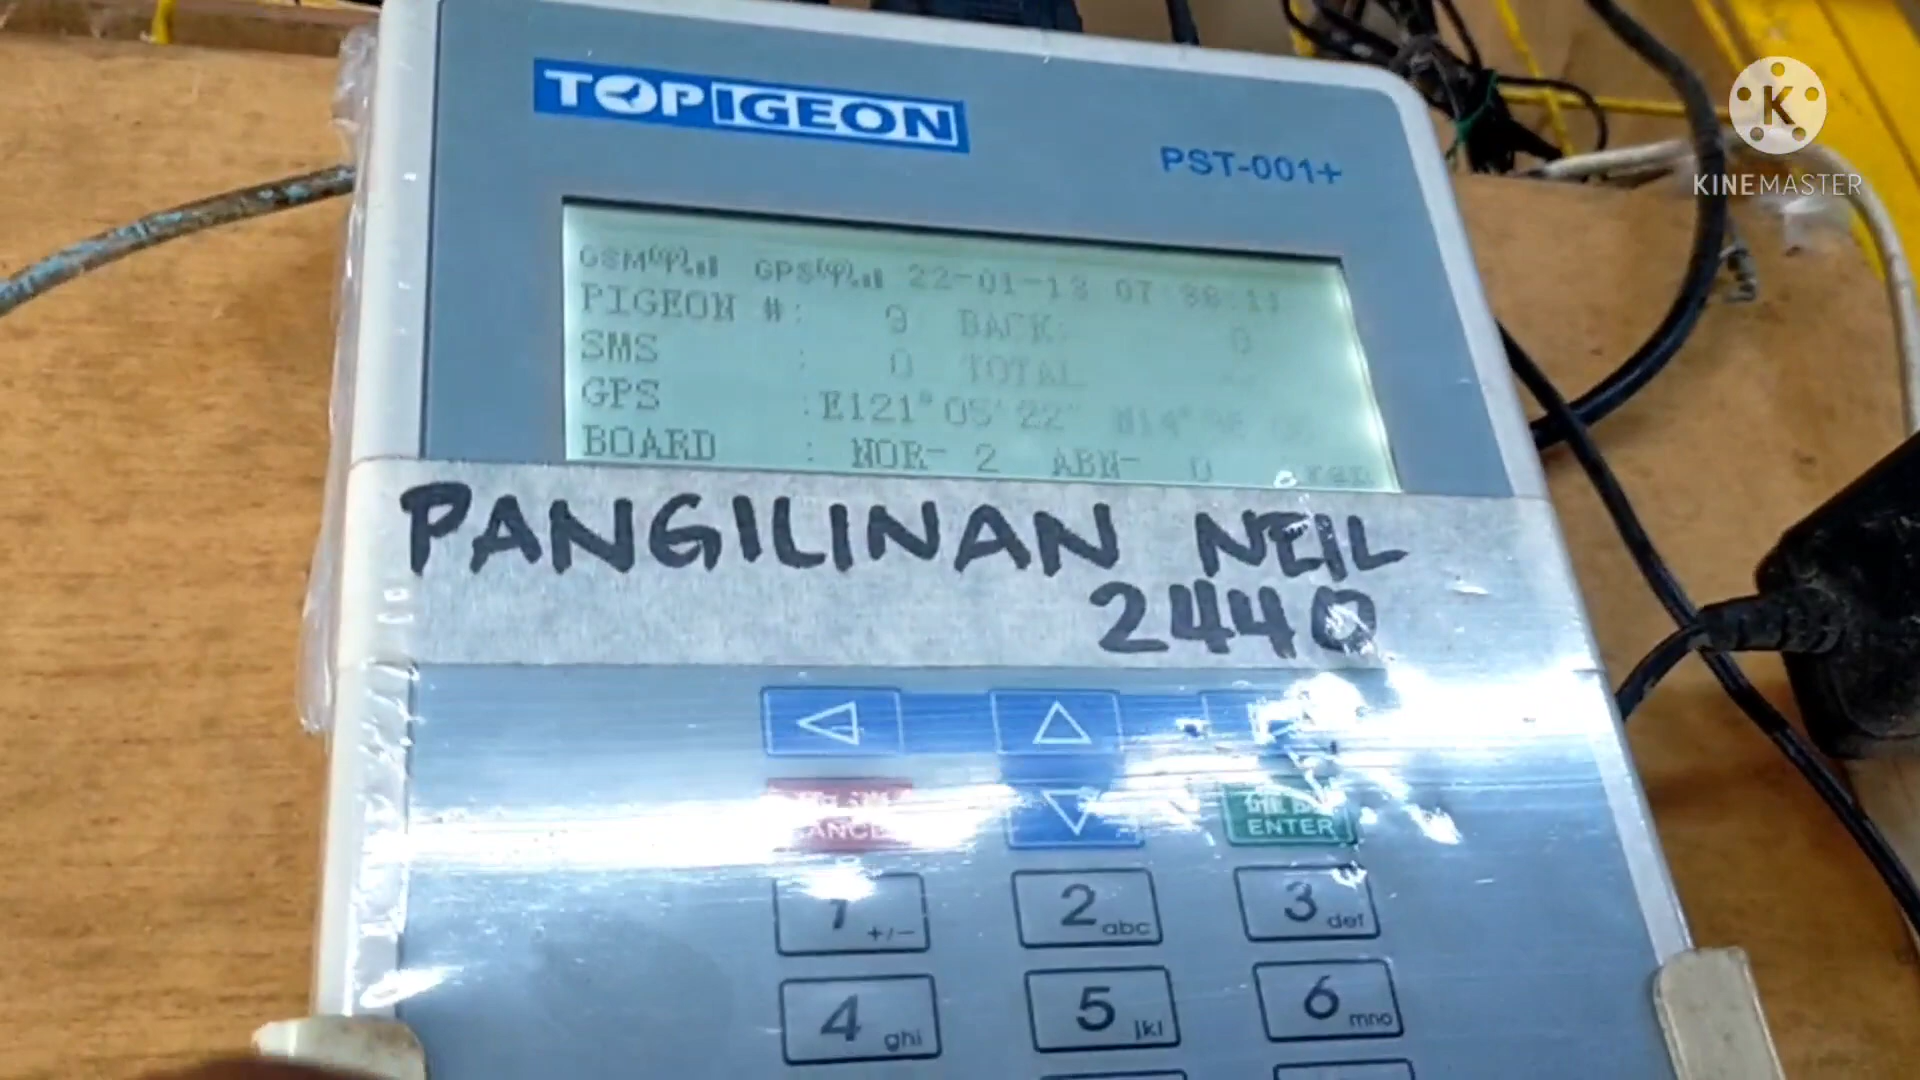 TOPIGEON
PST-001+
GSM GPS 22-01-13
PIGEON #: 9 BACK: 0
SMS : 0 TOTAL
GPS :E121°05'22"
BOARD : NOR- 2 ABN- 0
PANGILINAN NEIL
2440
ENTER
1 +/-
2 abc
3 def
4 ghi
5 jkl
6 mno
K
KINEMASTER